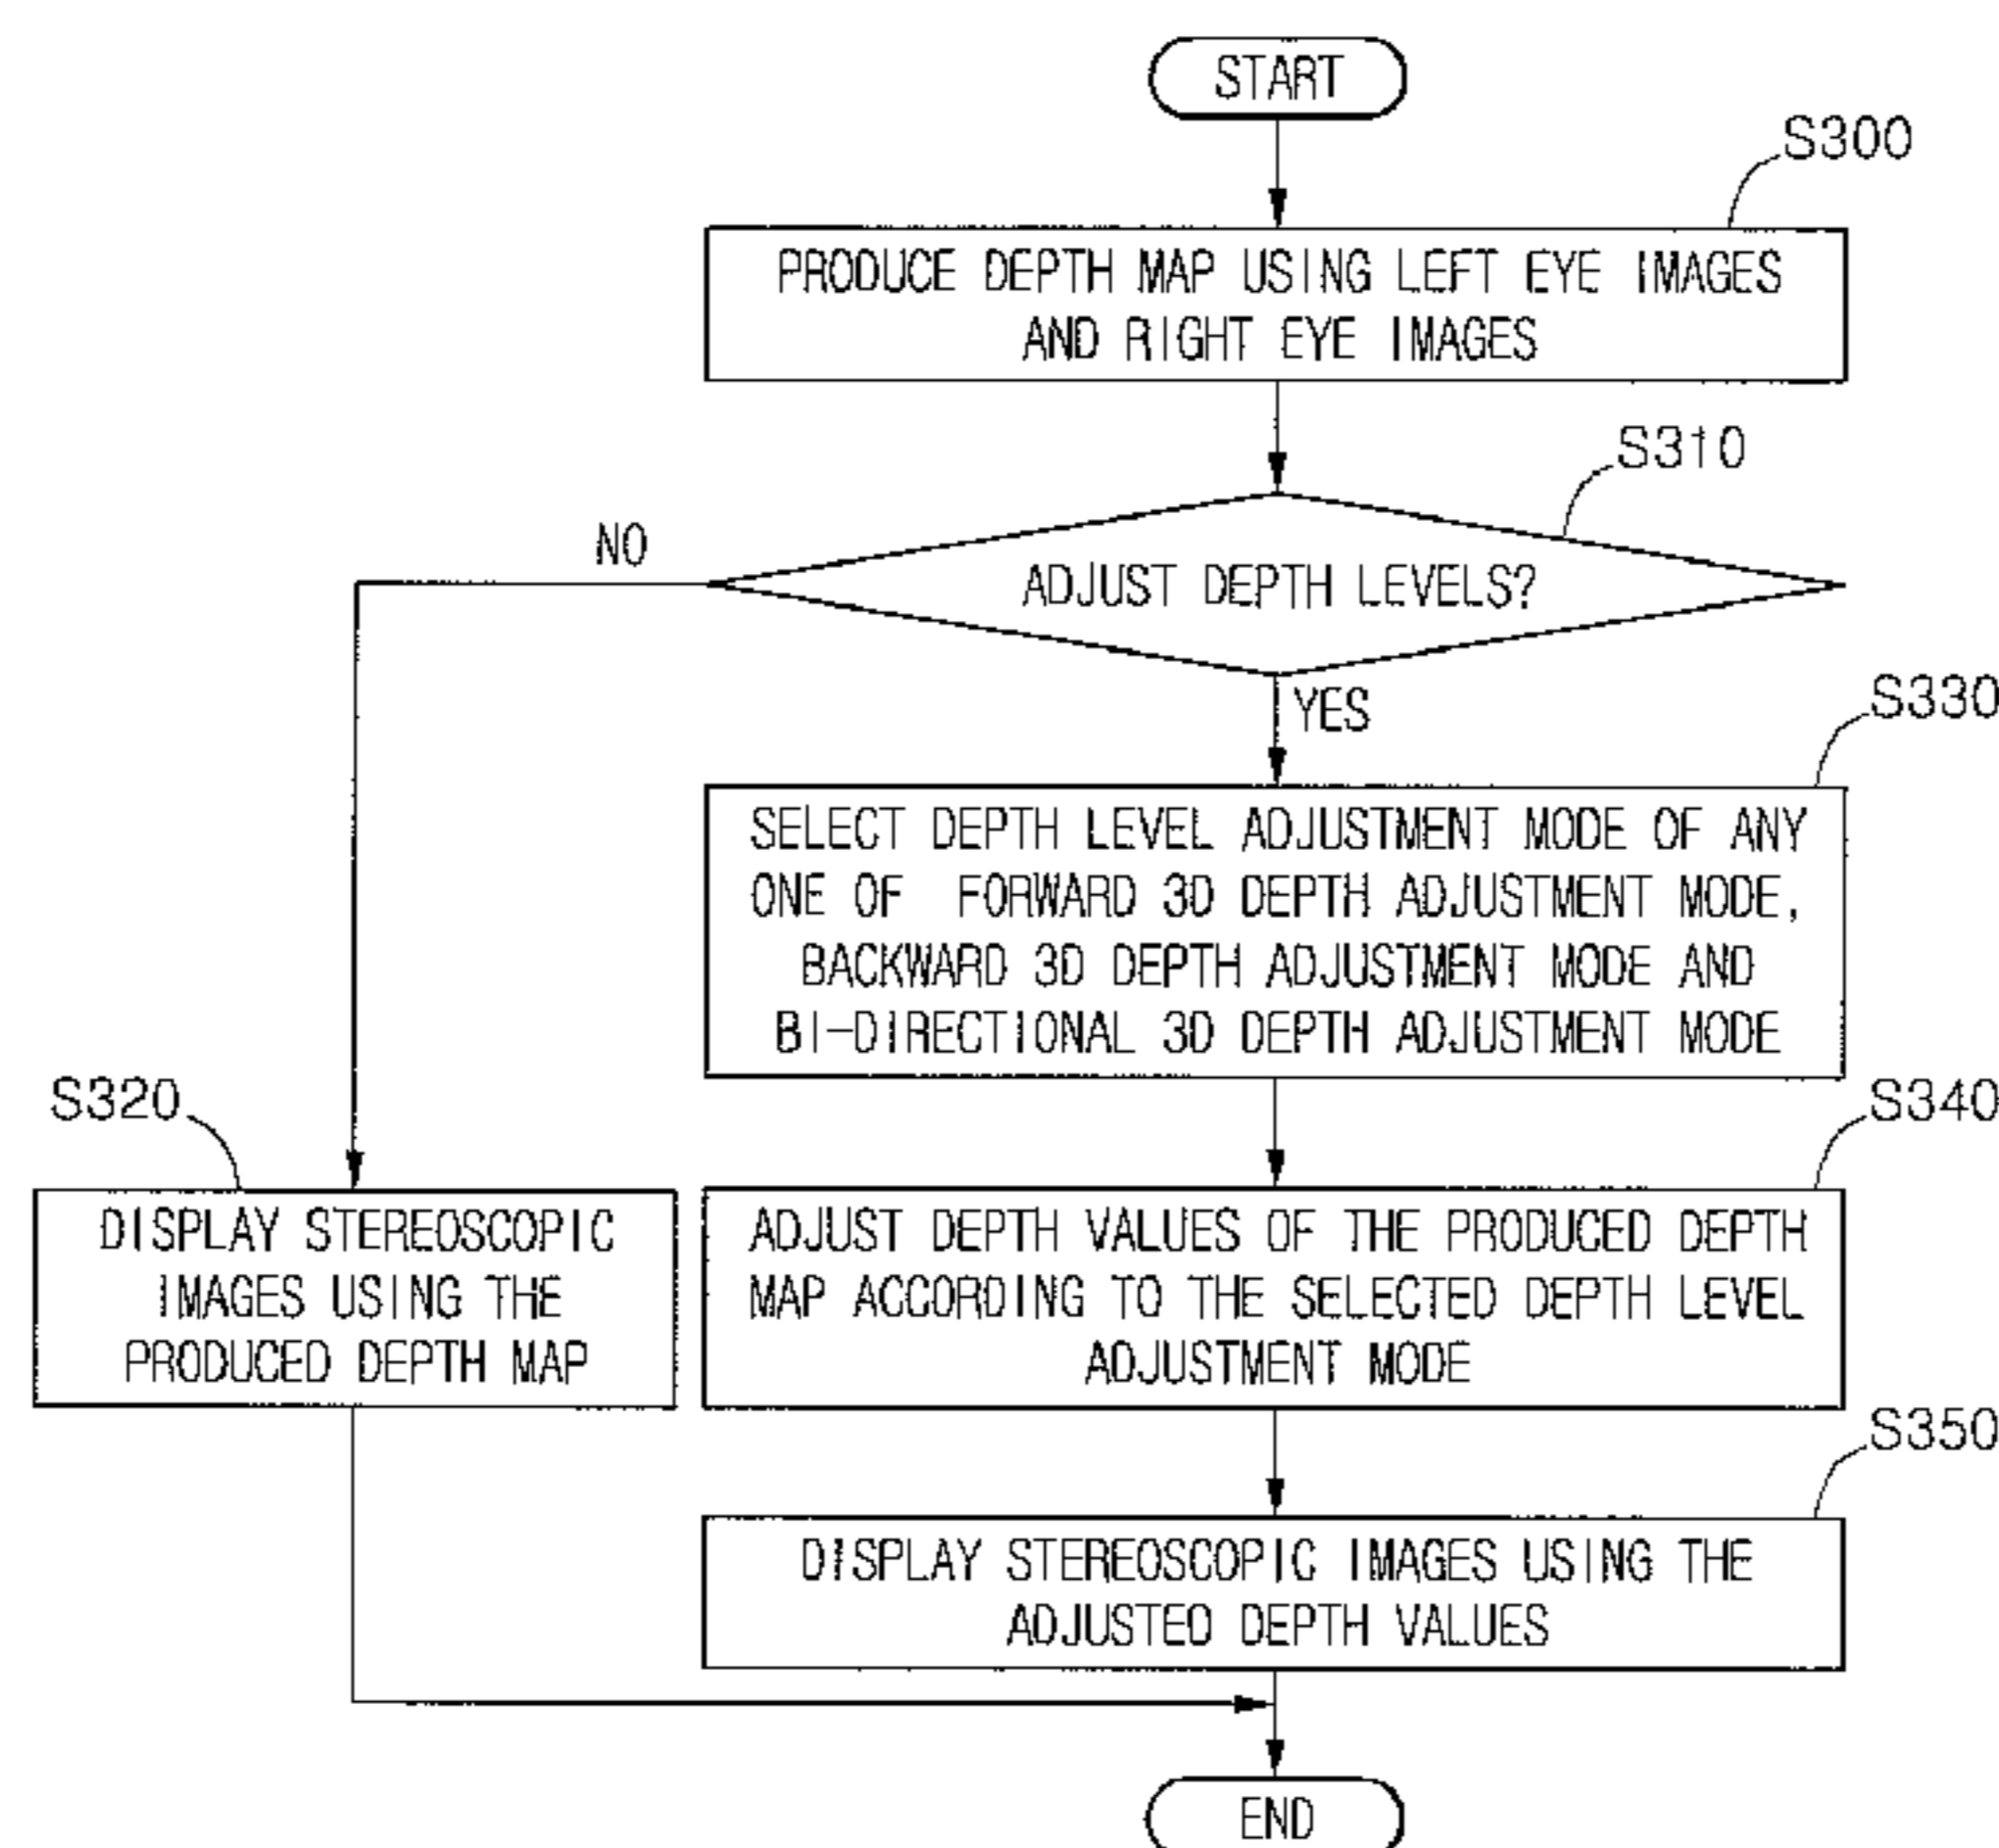 START
S300
PRODUCE DEPTH MAP USING LEFT EYE IMAGES
AND RIGHT EYE IMAGES
S310
NO
ADJUST DEPTH LEVELS?
YES
S330
SELECT DEPTH LEVEL ADJUSTMENT MODE OF ANY
ONE OF FORWARD 3D DEPTH ADJUSTMENT MODE,
BACKWARD 3D DEPTH ADJUSTMENT MODE AND
BI-DIRECTIONAL 3D DEPTH ADJUSTMENT MODE
S320
DISPLAY STEREOSCOPIC
IMAGES USING THE
PRODUCED DEPTH MAP
S340
ADJUST DEPTH VALUES OF THE PRODUCED DEPTH
MAP ACCORDING TO THE SELECTED DEPTH LEVEL
ADJUSTMENT MODE
S350
DISPLAY STEREOSCOPIC IMAGES USING THE
ADJUSTED DEPTH VALUES
END